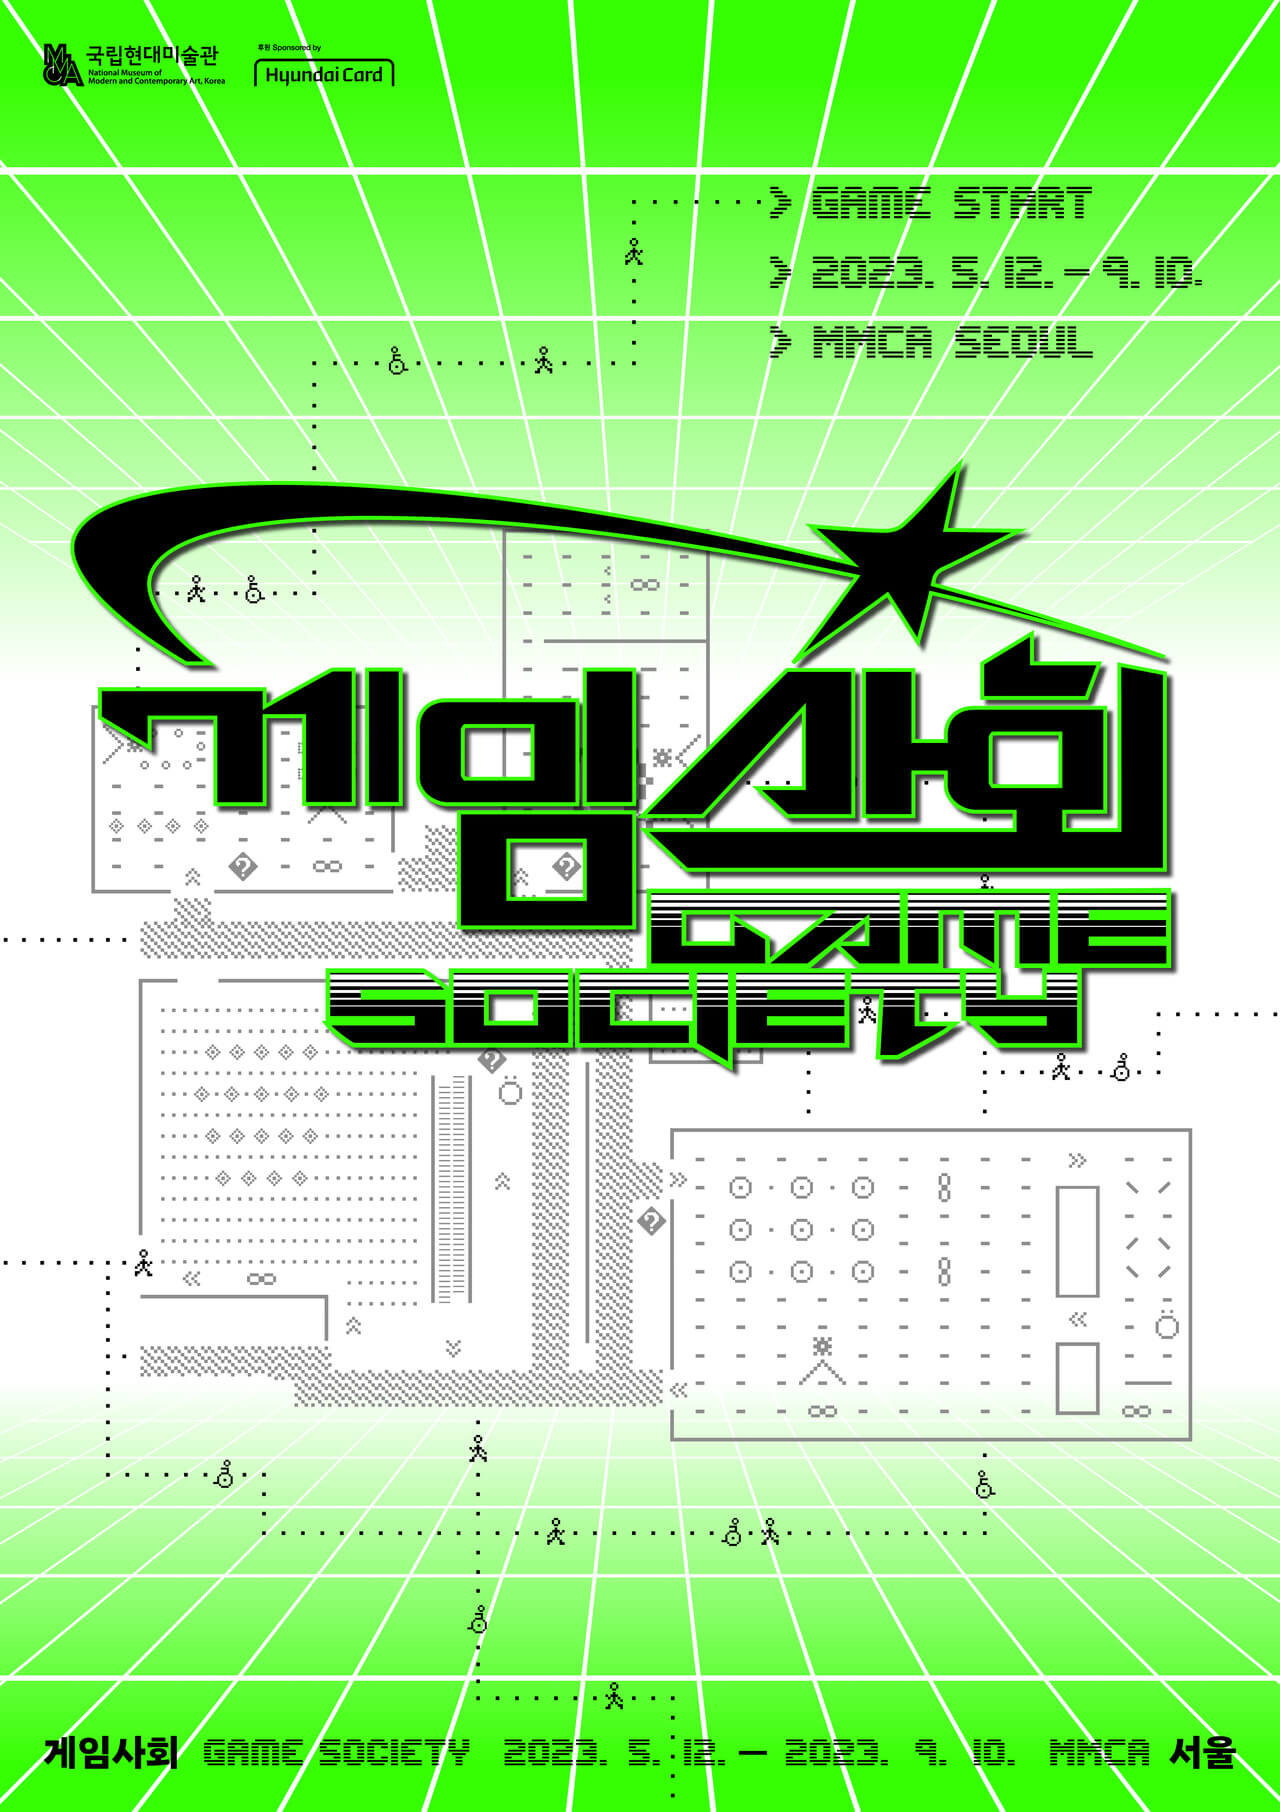 MMCA
국립현대미술관
National Museum of
Modern and Contemporary Art, Korea
후원 Sponsored by
Hyundai Card
> GAME START
> 2023. 5. 12. – 9. 10.
> MMCA SEOUL
게임사회
GAME
SOCIETY
게임사회 GAME SOCIETY 2023. 5. 12. – 2023. 9. 10. MMCA 서울